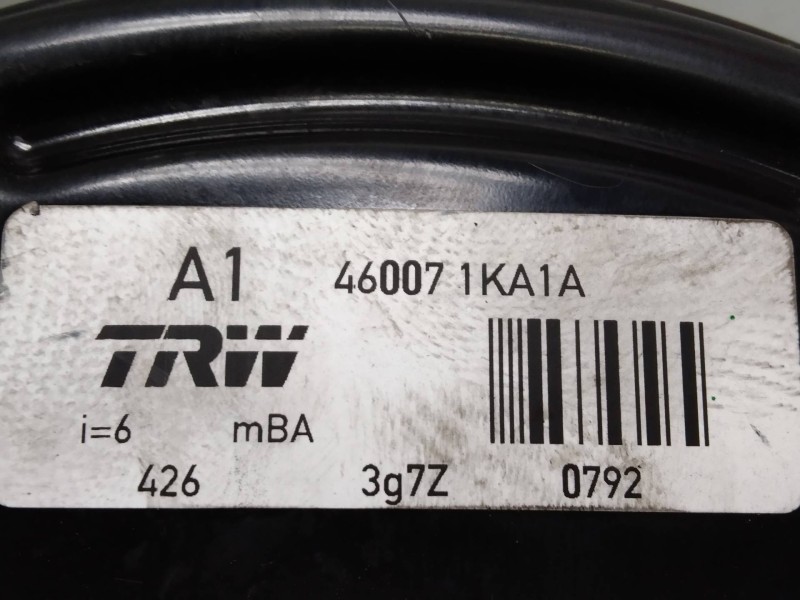 A1 46007 1KA1A
TRW
i=6 mBA
426 3g7Z 0792